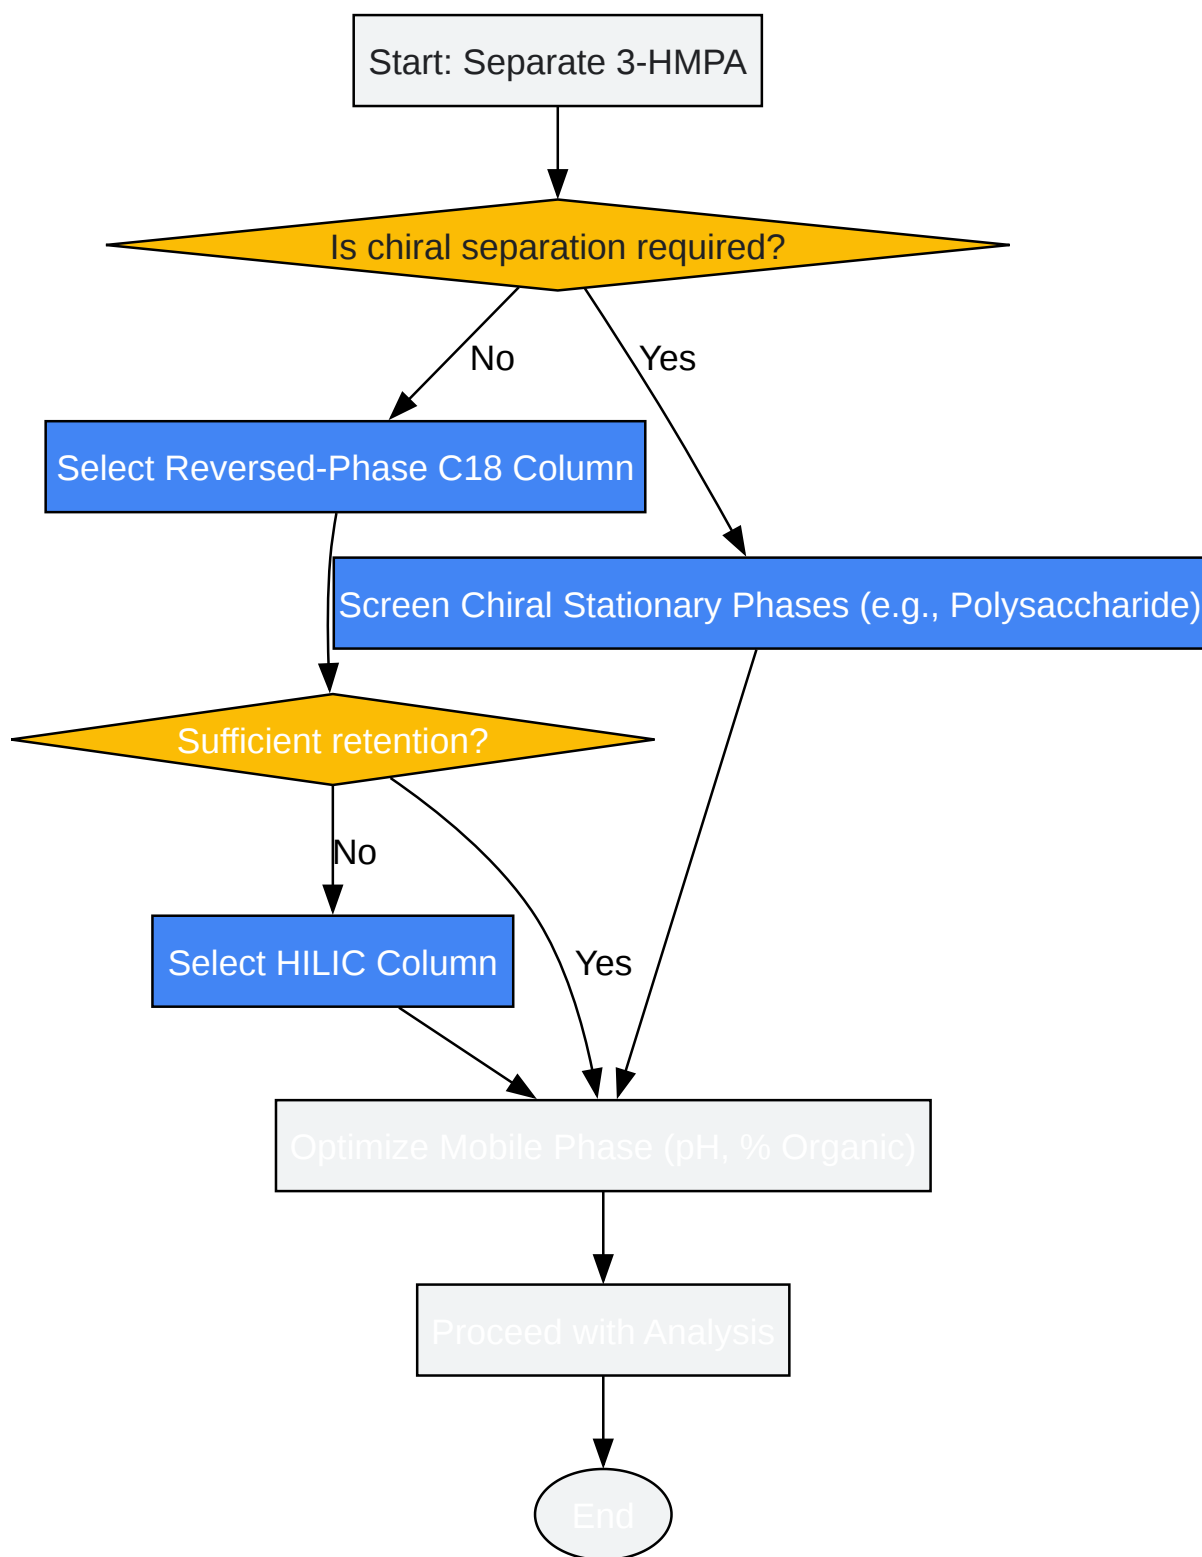 Start: Separate 3-HMPA
Is chiral separation required?
No
Yes
Select Reversed-Phase C18 Column
Screen Chiral Stationary Phases (e.g., Polysaccharide)
Sufficient retention?
No
Select HILIC Column
Yes
Optimize Mobile Phase (pH, % Organic)
Proceed with Analysis
End